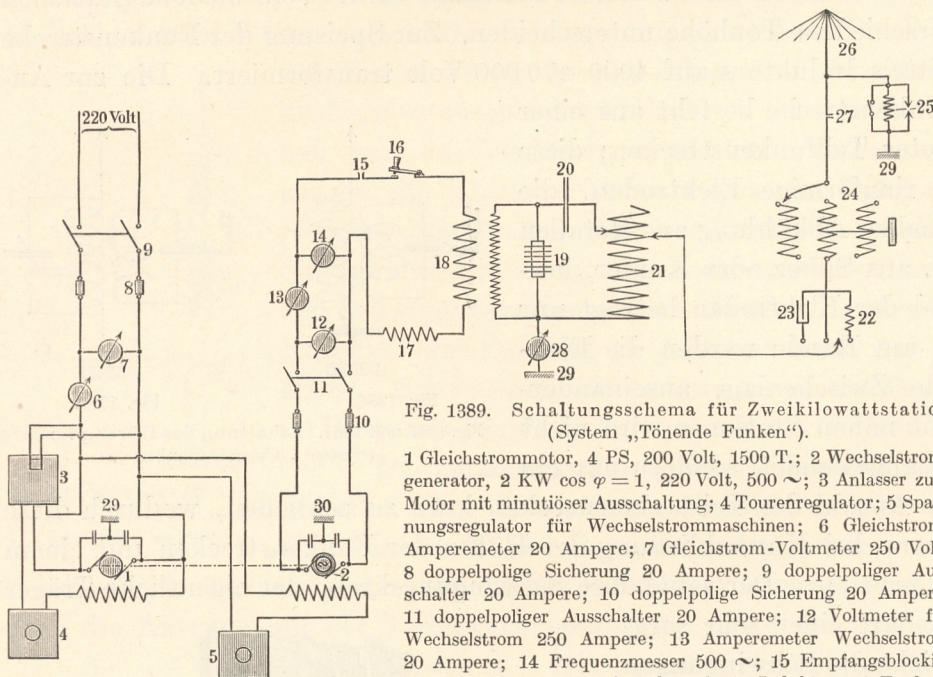 220 Volt
26
25
27
29
16
15
20
24
9
14
18
19
21
8
13
12
23
22
7
17
28
11
29
6
10
3
29
30
1
2
4
5
Fig. 1389. Schaltungsschema für Zweikilowattstatio
(System „Tönende Funken“).
1 Gleichstrommotor, 4 PS, 200 Volt, 1500 T.; 2 Wechselstrom
generator, 2 KW cos φ = 1, 220 Volt, 500 ~; 3 Anlasser zu
Motor mit minutiöser Ausschaltung; 4 Tourenregulator; 5 Spa
nungsregulator für Wechselstrommaschinen; 6 Gleichstrom
Amperemeter 20 Ampere; 7 Gleichstrom-Voltmeter 250 Vol
8 doppelpolige Sicherung 20 Ampere; 9 doppelpoliger Au
schalter 20 Ampere; 10 doppelpolige Sicherung 20 Amper
11 doppelpoliger Ausschalter 20 Ampere; 12 Voltmeter f
Wechselstrom 250 Ampere; 13 Amperemeter Wechselstro
20 Ampere; 14 Frequenzmesser 500 ~; 15 Empfangsblocki